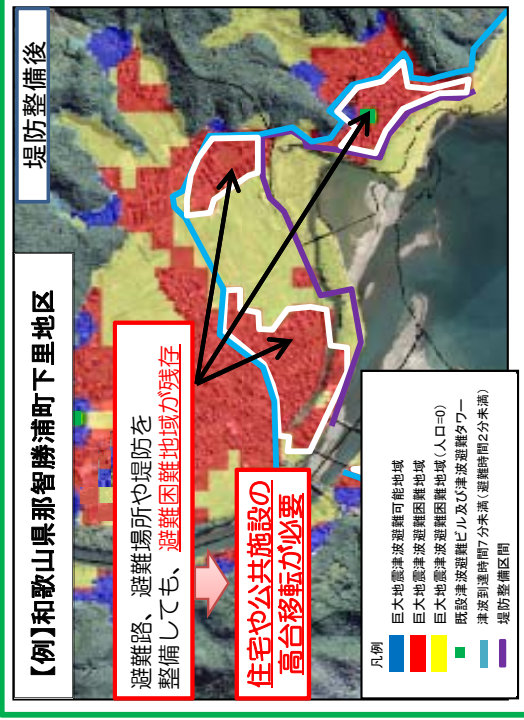 【例】和歌山県那智勝浦町下里地区
堤防整備後
避難路、避難場所や堤防を
整備しても、避難困難地域が残存
住宅や公共施設の
高台移転が必要
凡例
巨大地震津波避難可能地域
巨大地震津波避難困難地域
巨大地震津波避難困難地域(人口=0)
既設津波避難ビル及び津波避難タワー
津波到達時間7分未満(避難時間2分未満)
堤防整備区間